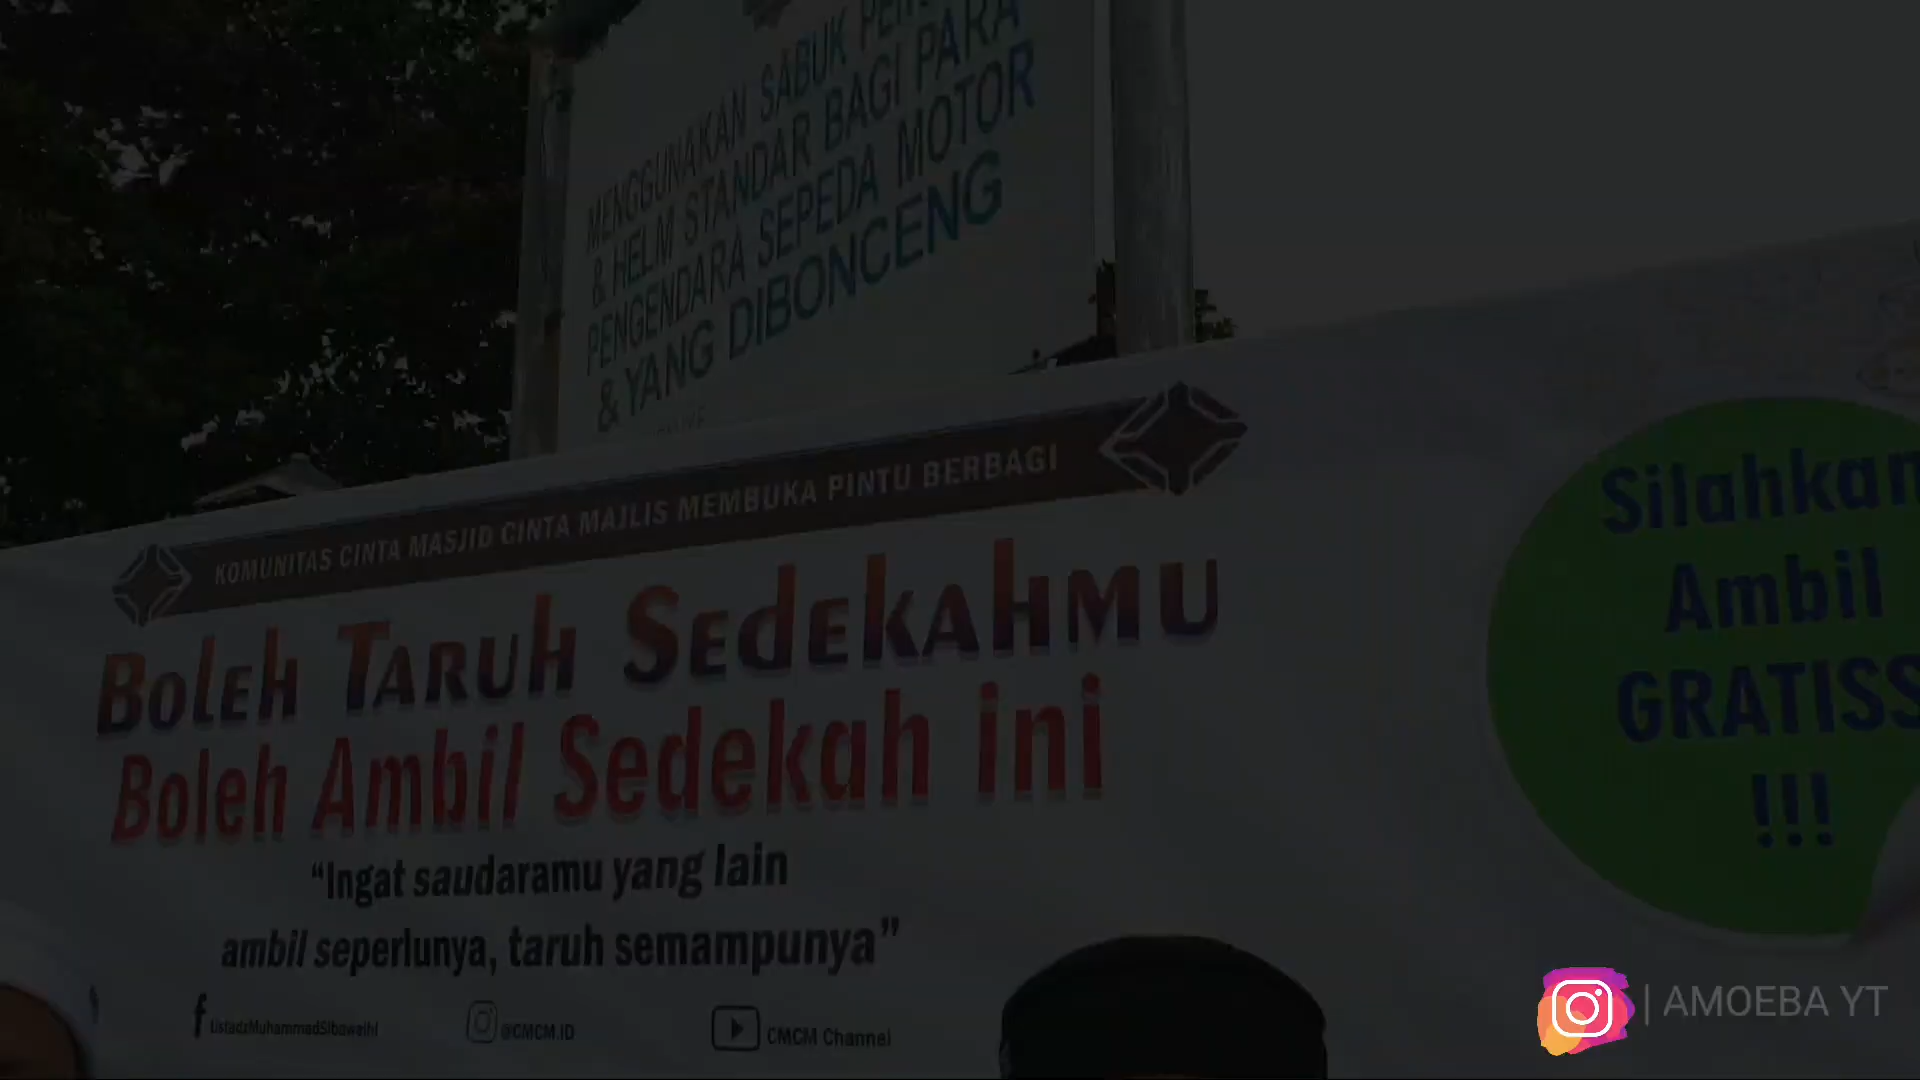 MENGGUNAKAN SABUK
& HELM STANDAR BAGI PARA
PENGENDARA SEPEDA MOTOR
& YANG DIBONCENG
KOMUNITAS CINTA MASJID CINTA MAJLIS MEMBUKA PINTU BERBAGI
BOLEH TARUH SEDEKAHMU
Boleh Ambil Sedekah ini
“Ingat saudaramu yang lain
ambil seperlunya, taruh semampunya”
UstadzMuhammadSibawaihi @CMCM.ID CMCM Channel
Silahkan
Ambil
GRATISS
!!!
| AMOEBA YT